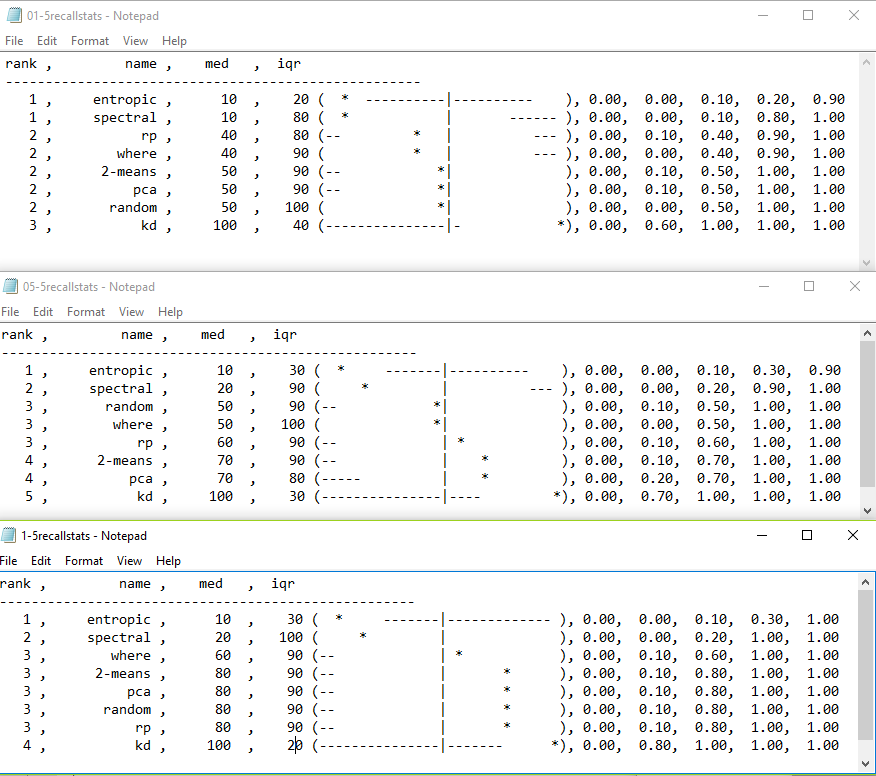 01-5recallstats - Notepad
File Edit Format View Help
rank ,         name ,    med   ,  iqr
----------------------------------------------------
   1 ,     entropic ,      10  ,    20 (  *  ----------|----------    ), 0.00,  0.00,  0.10,  0.20,  0.90
   1 ,     spectral ,      10  ,    80 (  *            |       ------ ), 0.00,  0.00,  0.10,  0.80,  1.00
   2 ,           rp ,      40  ,    80 (--         *   |          --- ), 0.00,  0.10,  0.40,  0.90,  1.00
   2 ,        where ,      40  ,    90 (           *   |          --- ), 0.00,  0.00,  0.40,  0.90,  1.00
   2 ,      2-means ,      50  ,    90 (--            *|              ), 0.00,  0.10,  0.50,  1.00,  1.00
   2 ,          pca ,      50  ,    90 (--            *|              ), 0.00,  0.10,  0.50,  1.00,  1.00
   2 ,       random ,      50  ,   100 (              *|              ), 0.00,  0.00,  0.50,  1.00,  1.00
   3 ,           kd ,     100  ,    40 (---------------|-            *), 0.00,  0.60,  1.00,  1.00,  1.00
05-5recallstats - Notepad
File Edit Format View Help
rank ,         name ,    med   ,  iqr
----------------------------------------------------
   1 ,     entropic ,      10  ,    30 (  *     -------|----------    ), 0.00,  0.00,  0.10,  0.30,  0.90
   2 ,     spectral ,      20  ,    90 (     *         |          --- ), 0.00,  0.00,  0.20,  0.90,  1.00
   3 ,       random ,      50  ,    90 (--            *|              ), 0.00,  0.10,  0.50,  1.00,  1.00
   3 ,        where ,      50  ,   100 (              *|              ), 0.00,  0.00,  0.50,  1.00,  1.00
   3 ,           rp ,      60  ,    90 (--             | *            ), 0.00,  0.10,  0.60,  1.00,  1.00
   4 ,      2-means ,      70  ,    90 (--             |    *         ), 0.00,  0.10,  0.70,  1.00,  1.00
   4 ,          pca ,      70  ,    80 (-----          |    *         ), 0.00,  0.20,  0.70,  1.00,  1.00
   5 ,           kd ,     100  ,    30 (---------------|----         *), 0.00,  0.70,  1.00,  1.00,  1.00
1-5recallstats - Notepad
File Edit Format View Help
rank ,         name ,    med   ,  iqr
----------------------------------------------------
   1 ,     entropic ,      10  ,    30 (  *     -------|------------- ), 0.00,  0.00,  0.10,  0.30,  1.00
   2 ,     spectral ,      20  ,   100 (     *         |              ), 0.00,  0.00,  0.20,  1.00,  1.00
   3 ,        where ,      60  ,    90 (--             | *            ), 0.00,  0.10,  0.60,  1.00,  1.00
   3 ,      2-means ,      80  ,    90 (--             |       *      ), 0.00,  0.10,  0.80,  1.00,  1.00
   3 ,          pca ,      80  ,    90 (--             |       *      ), 0.00,  0.10,  0.80,  1.00,  1.00
   3 ,       random ,      80  ,    90 (--             |       *      ), 0.00,  0.10,  0.80,  1.00,  1.00
   3 ,           rp ,      80  ,    90 (--             |       *      ), 0.00,  0.10,  0.80,  1.00,  1.00
   4 ,           kd ,     100  ,    20 (---------------|-------      *), 0.00,  0.80,  1.00,  1.00,  1.00